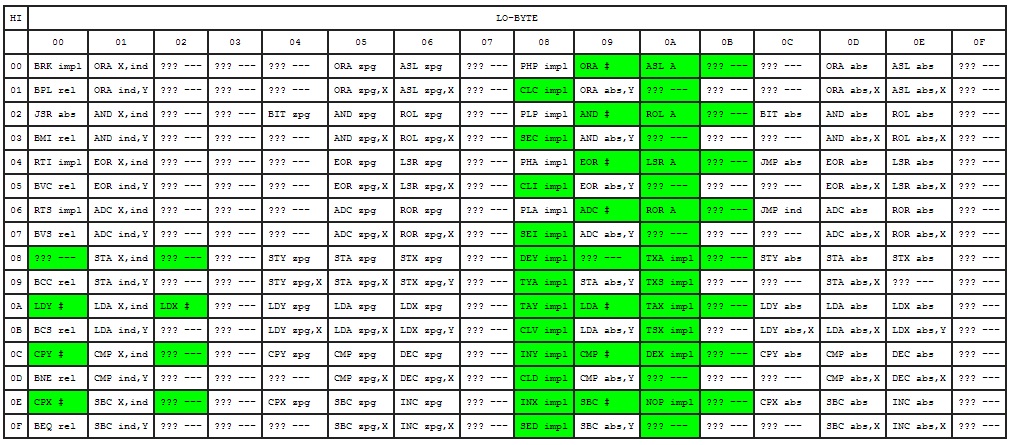 HI LO-BYTE
00 01 02 03 04 05 06 07 08 09 0A 0B 0C 0D 0E 0F
00 BRK impl ORA X,ind ??? --- ??? --- ??? --- ORA zpg ASL zpg ??? --- PHP impl ORA ‡ ASL A ??? --- ??? --- ORA abs ASL abs ??? ---
01 BPL rel ORA ind,Y ??? --- ??? --- ??? --- ORA zpg,X ASL zpg,X ??? --- CLC impl ORA abs,Y ??? --- ??? --- ??? --- ORA abs,X ASL abs,X ??? ---
02 JSR abs AND X,ind ??? --- ??? --- BIT zpg AND zpg ROL zpg ??? --- PLP impl AND ‡ ROL A ??? --- BIT abs AND abs ROL abs ??? ---
03 BMI rel AND ind,Y ??? --- ??? --- ??? --- AND zpg,X ROL zpg,X ??? --- SEC impl AND abs,Y ??? --- ??? --- ??? --- AND abs,X ROL abs,X ??? ---
04 RTI impl EOR X,ind ??? --- ??? --- ??? --- EOR zpg LSR zpg ??? --- PHA impl EOR ‡ LSR A ??? --- JMP abs EOR abs LSR abs ??? ---
05 BVC rel EOR ind,Y ??? --- ??? --- ??? --- EOR zpg,X LSR zpg,X ??? --- CLI impl EOR abs,Y ??? --- ??? --- ??? --- EOR abs,X LSR abs,X ??? ---
06 RTS impl ADC X,ind ??? --- ??? --- ??? --- ADC zpg ROR zpg ??? --- PLA impl ADC ‡ ROR A ??? --- JMP ind ADC abs ROR abs ??? ---
07 BVS rel ADC ind,Y ??? --- ??? --- ??? --- ADC zpg,X ROR zpg,X ??? --- SEI impl ADC abs,Y ??? --- ??? --- ??? --- ADC abs,X ROR abs,X ??? ---
08 ??? --- STA X,ind ??? --- ??? --- STY zpg STA zpg STX zpg ??? --- DEY impl ??? --- TXA impl ??? --- STY abs STA abs STX abs ??? ---
09 BCC rel STA ind,Y ??? --- ??? --- STY zpg,X STA zpg,X STX zpg,Y ??? --- TYA impl STA abs,Y TXS impl ??? --- ??? --- STA abs,X ??? --- ??? ---
0A LDY ‡ LDA X,ind LDX ‡ ??? --- LDY zpg LDA zpg LDX zpg ??? --- TAY impl LDA ‡ TAX impl ??? --- LDY abs LDA abs LDX abs ??? ---
0B BCS rel LDA ind,Y ??? --- ??? --- LDY zpg,X LDA zpg,X LDX zpg,Y ??? --- CLV impl LDA abs,Y TSX impl ??? --- LDY abs,X LDA abs,X LDX abs,Y ??? ---
0C CPY ‡ CMP X,ind ??? --- ??? --- CPY zpg CMP zpg DEC zpg ??? --- INY impl CMP ‡ DEX impl ??? --- CPY abs CMP abs DEC abs ??? ---
0D BNE rel CMP ind,Y ??? --- ??? --- ??? --- CMP zpg,X DEC zpg,X ??? --- CLD impl CMP abs,Y ??? --- ??? --- ??? --- CMP abs,X DEC abs,X ??? ---
0E CPX ‡ SBC X,ind ??? --- ??? --- CPX zpg SBC zpg INC zpg ??? --- INX impl SBC ‡ NOP impl ??? --- CPX abs SBC abs INC abs ??? ---
0F BEQ rel SBC ind,Y ??? --- ??? --- ??? --- SBC zpg,X INC zpg,X ??? --- SED impl SBC abs,Y ??? --- ??? --- ??? --- SBC abs,X INC abs,X ??? ---